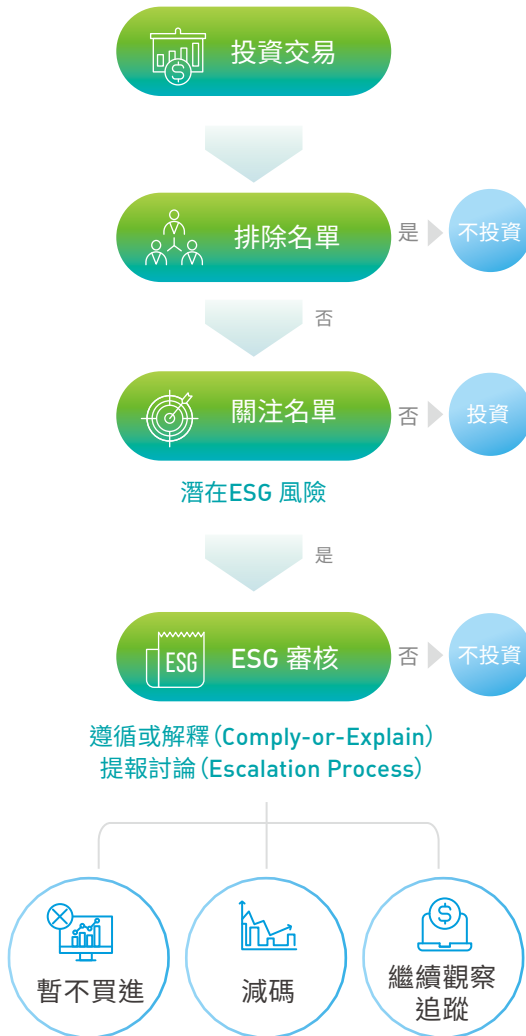 投資交易
排除名單
是
不投資
否
關注名單
否
投資
潛在ESG 風險
是
ESG
ESG 審核
否
不投資
遵循或解釋(Comply-or-Explain)
提報討論(Escalation Process)
暫不買進
減碼
繼續觀察
追蹤